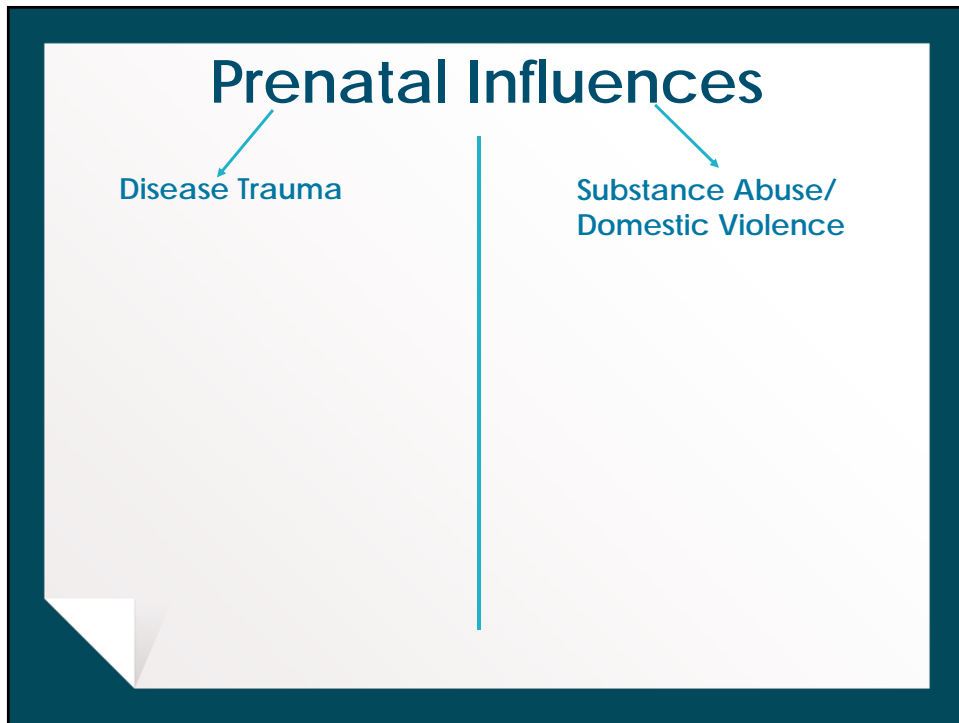 Prenatal Influences
Disease Trauma
Substance Abuse/
Domestic Violence